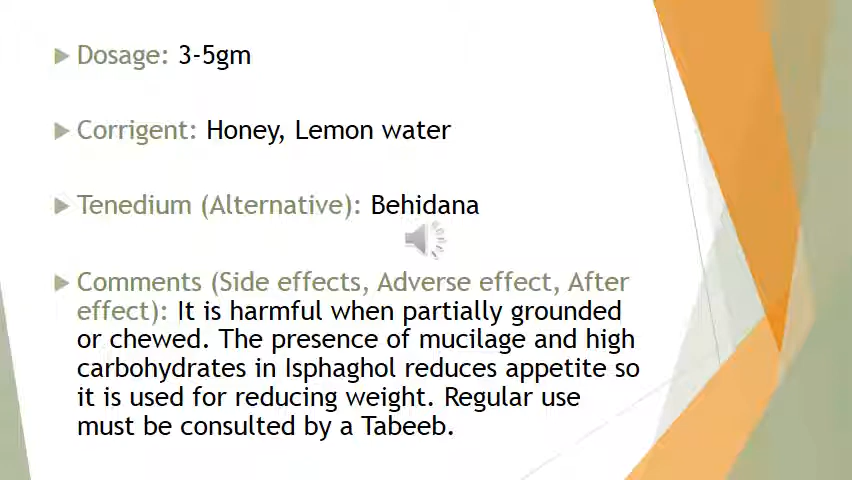 Dosage: 3-5gm
Corrigent: Honey, Lemon water
Tenedium (Alternative): Behidana
Comments (Side effects, Adverse effect, After
effect): It is harmful when partially grounded
or chewed. The presence of mucilage and high
carbohydrates in Isphaghol reduces appetite so
it is used for reducing weight. Regular use
must be consulted by a Tabeeb.